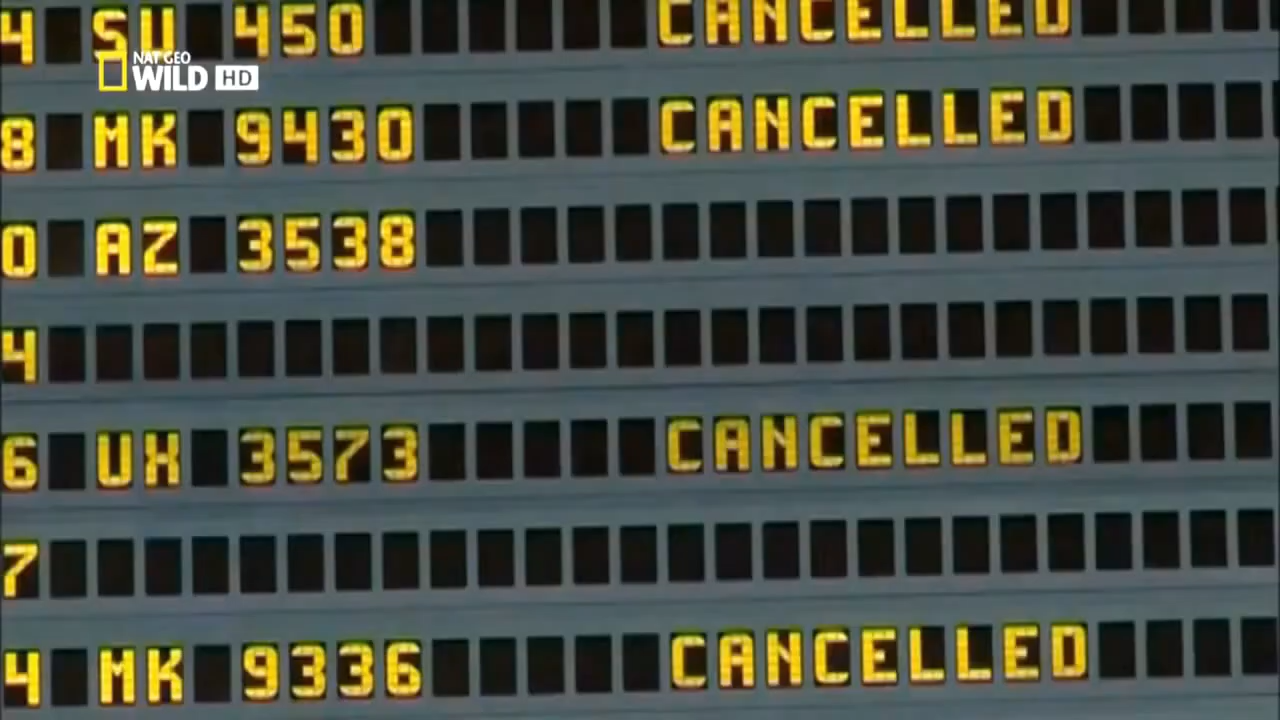 4 SU 450 CANCELLED
NAT GEO
WILD HD
8 MK 9430 CANCELLED
0 AZ 3538
4
6 UX 3573 CANCELLED
7
4 MK 9336 CANCELLED